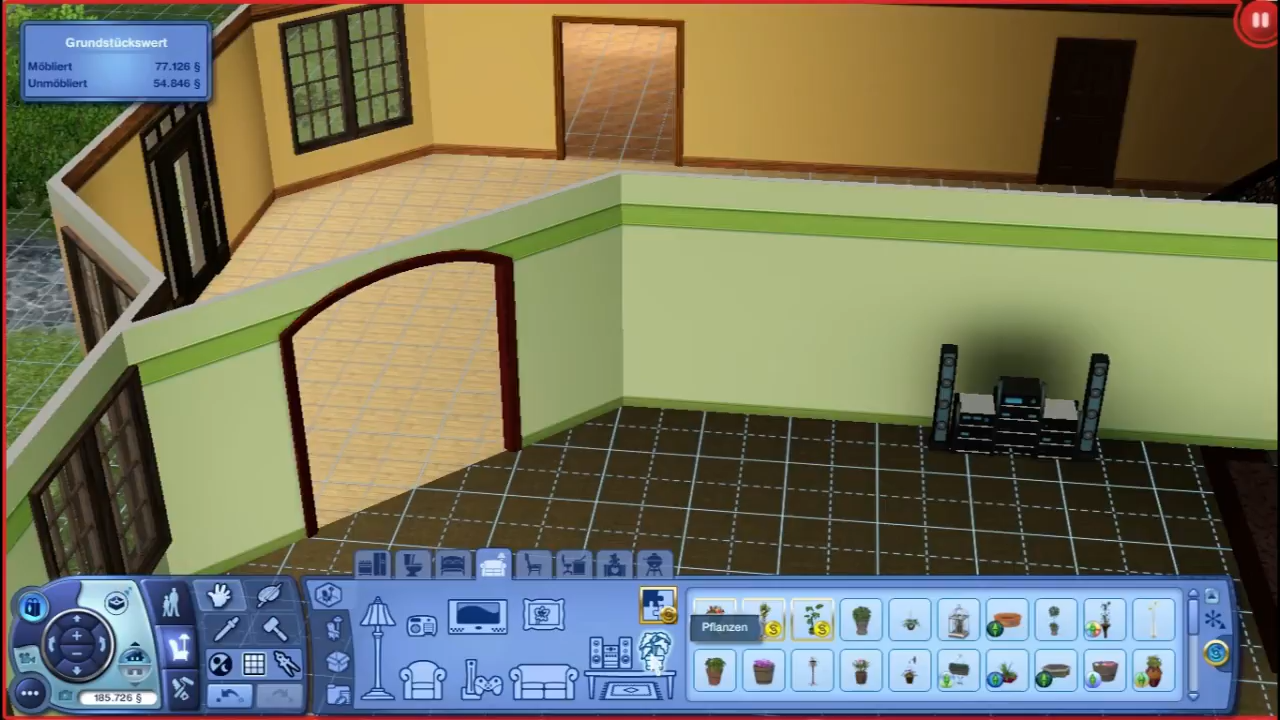 Grundstückswert
Möbliert 77.126 §
Unmöbliert 54.846 §
Pflanzen
185.726 §